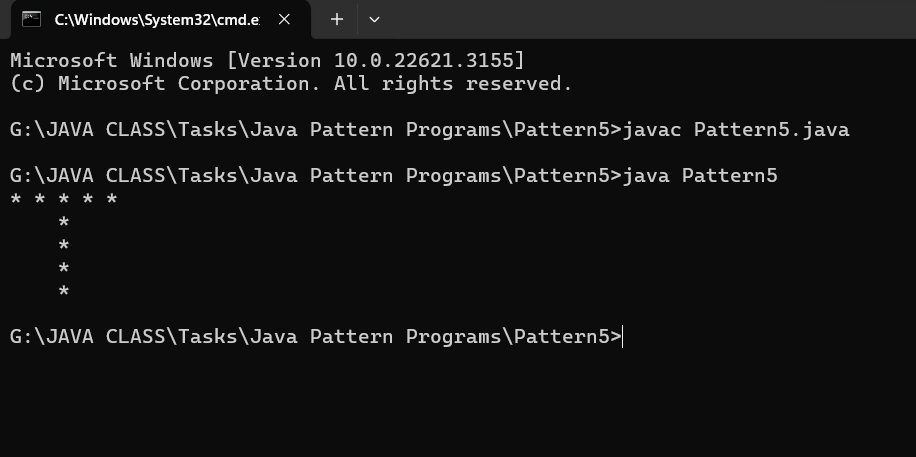 C:\Windows\System32\cmd.e
Microsoft Windows [Version 10.0.22621.3155]
(c) Microsoft Corporation. All rights reserved.
G:\JAVA CLASS\Tasks\Java Pattern Programs\Pattern5>javac Pattern5.java
G:\JAVA CLASS\Tasks\Java Pattern Programs\Pattern5>java Pattern5
* * * * *
    *
    *
    *
    *
G:\JAVA CLASS\Tasks\Java Pattern Programs\Pattern5>